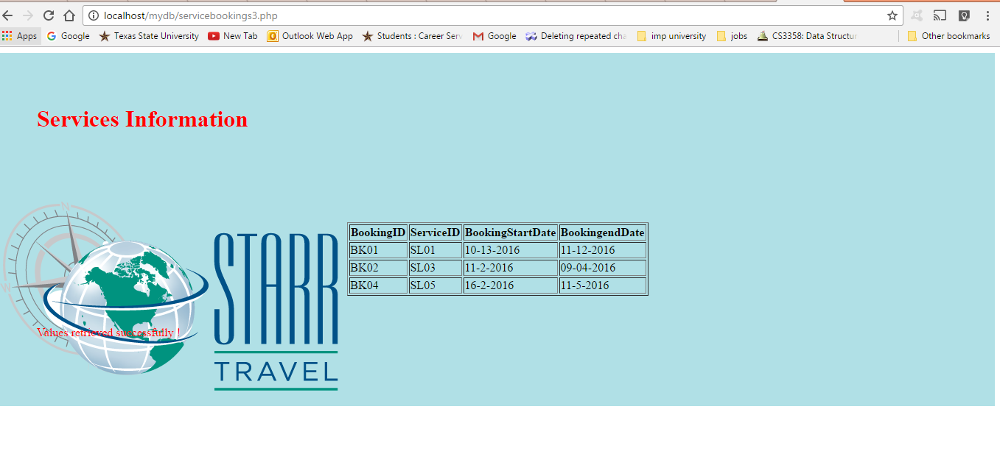 localhost/mydb/servicebookings3.php
Apps Google Texas State University New Tab Outlook Web App Students : Career Serv Google Deleting repeated cha imp university jobs CS3358: Data Structur Other bookmarks
Services Information
N
W
STARR
TRAVEL
BookingID ServiceID BookingStartDate BookingendDate
BK01 SL01 10-13-2016 11-12-2016
BK02 SL03 11-2-2016 09-04-2016
BK04 SL05 16-2-2016 11-5-2016
Values retrieved successfully !